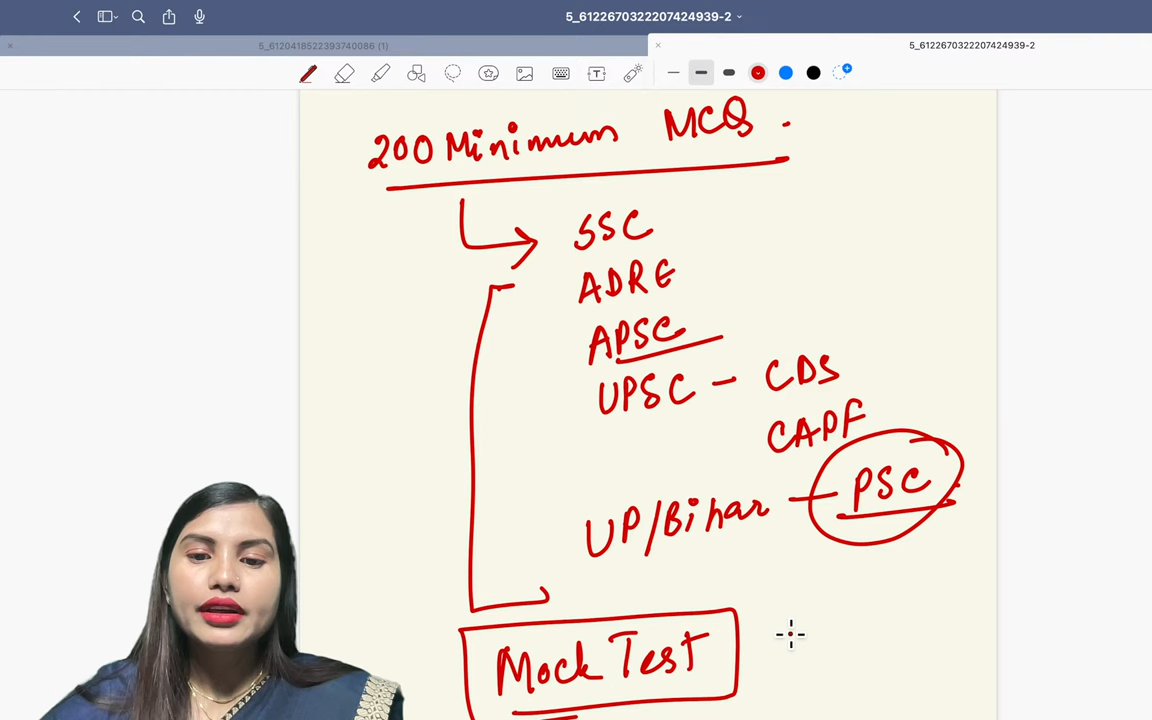 5_6122670322207424939-2
5_6120418522393740086 (1)
5_6122670322207424939-2
200 Minimum MCQs.
SSC
ADRE
APSC
UPSC - CDS
CAPF
UP/Bihar - PSC
Mock Test